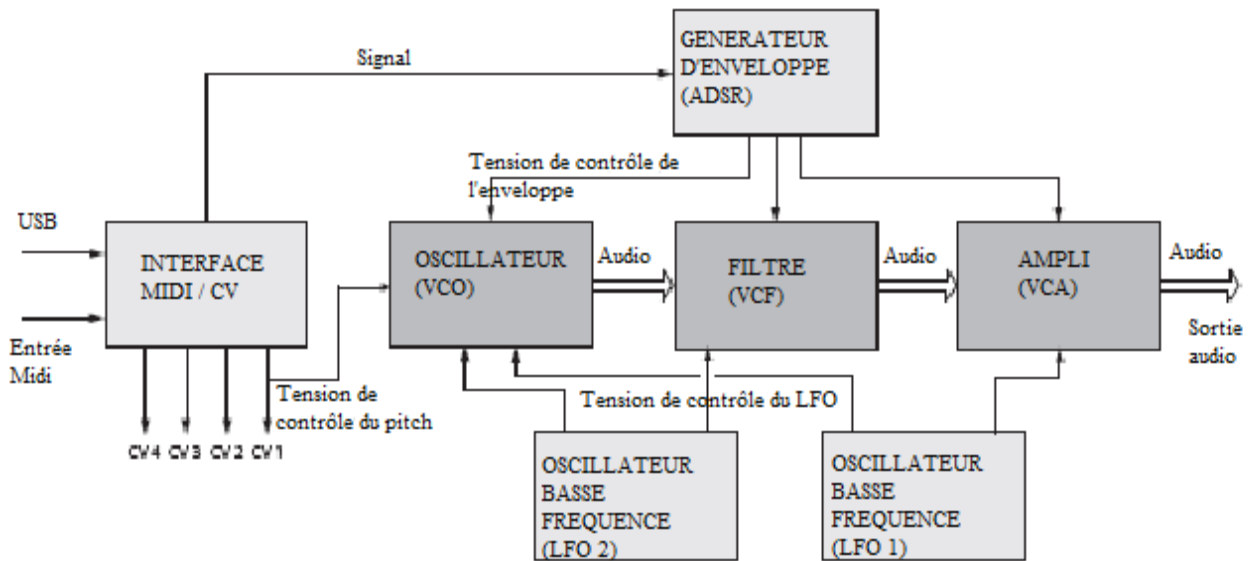 GENERATEUR
D'ENVELOPPE
(ADSR)
Signal
Tension de contrôle de
l'enveloppe
USB
INTERFACE
MIDI / CV
OSCILLATEUR
(VCO)
Audio
FILTRE
(VCF)
Audio
AMPLI
(VCA)
Audio
Entrée
Midi
Sortie
audio
Tension de
contrôle du pitch
Tension de contrôle du LFO
CV4 CV3 CV2 CV1
OSCILLATEUR
BASSE
FREQUENCE
(LFO 2)
OSCILLATEUR
BASSE
FREQUENCE
(LFO 1)